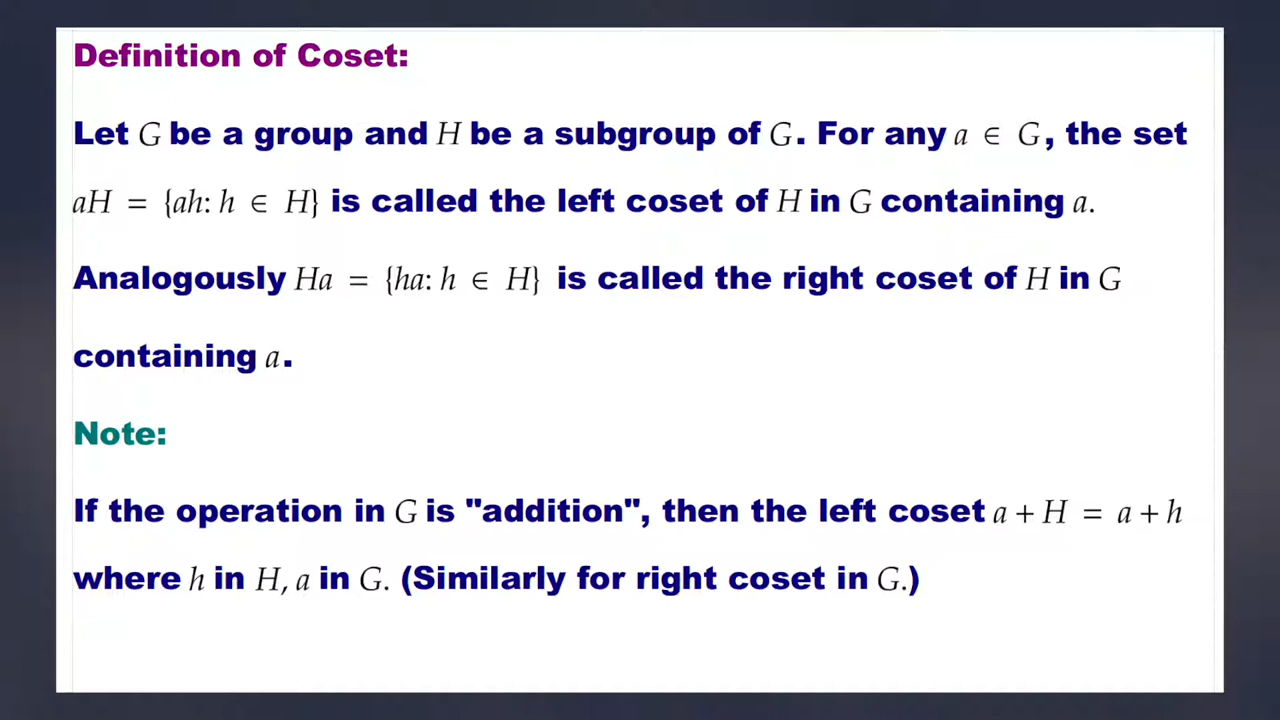 Definition of Coset:
Let G be a group and H be a subgroup of G. For any a ∈ G, the set
aH = {ah: h ∈ H} is called the left coset of H in G containing a.
Analogously Ha = {ha: h ∈ H} is called the right coset of H in G
containing a.
Note:
If the operation in G is "addition", then the left coset a + H = a + h
where h in H, a in G. (Similarly for right coset in G.)